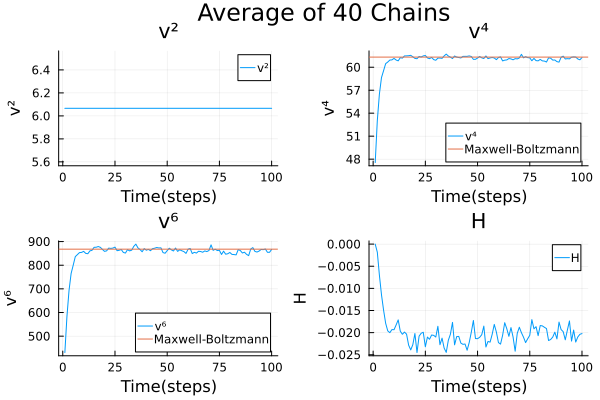 Average of 40 Chains
v²
v²
6.4
6.2
6.0
5.8
5.6
0 25 50 75 100
Time(steps)
v²
v⁴
v⁴
60
57
54
51
48
0 25 50 75 100
Time(steps)
v⁴
Maxwell-Boltzmann
v⁶
v⁶
900
800
700
600
500
0 25 50 75 100
Time(steps)
v⁶
Maxwell-Boltzmann
H
H
0.000
−0.005
−0.010
−0.015
−0.020
−0.025
0 25 50 75 100
Time(steps)
H